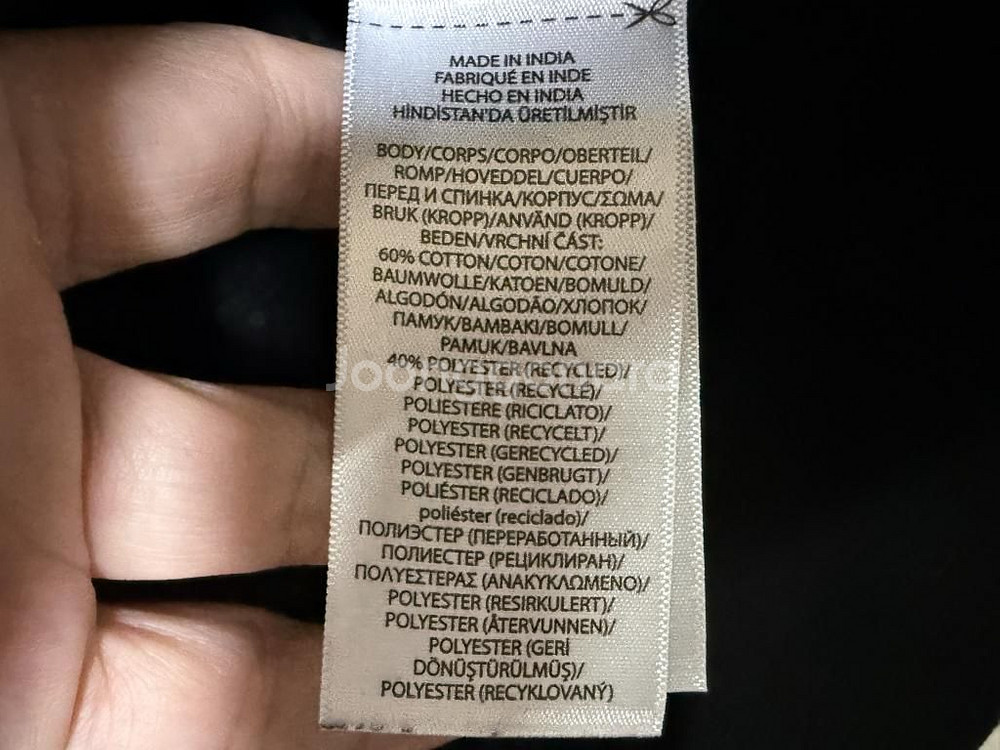 MADE IN INDIA
FABRIQUÉ EN INDE
HECHO EN INDIA
HİNDİSTAN'DA ÜRETİLMİŞTİR
BODY/CORPS/CORPO/OBERTEIL/
ROMP/HOVEDDEL/CUERPO/
ПЕРЕД И СПИНКА/КОРПУС/ΣΩΜΑ/
BRUK (KROPP)/ANVÄND (KROPP)/
BEDEN/VRCHNÍ ČÁST:
60% COTTON/COTON/COTONE/
BAUMWOLLE/KATOEN/BOMULD/
ALGODÓN/ALGODÃO/ХЛОПОК/
ПАМУК/ΒΑΜΒΑΚΙ/BOMULL/
PAMUK/BAVLNA
40% POLYESTER (RECYCLED)/
POLYESTER (RECYCLÉ)/
POLIESTERE (RICICLATO)/
POLYESTER (RECYCELT)/
POLYESTER (GERECYCLED)/
POLYESTER (GENBRUGT)/
POLIÉSTER (RECICLADO)/
poliéster (reciclado)/
ПОЛИЭСТЕР (ПЕРЕРАБОТАННЫЙ)/
ПОЛИЕСТЕР (РЕЦИКЛИРАН)/
ΠΟΛΥΕΣΤΕΡΑΣ (ΑΝΑΚΥΚΛΩΜΕΝΟ)/
POLYESTER (RESIRKULERT)/
POLYESTER (ÅTERVUNNEN)/
POLYESTER (GERİ
DÖNÜŞTÜRÜLMÜŞ)/
POLYESTER (RECYKLOVANÝ)